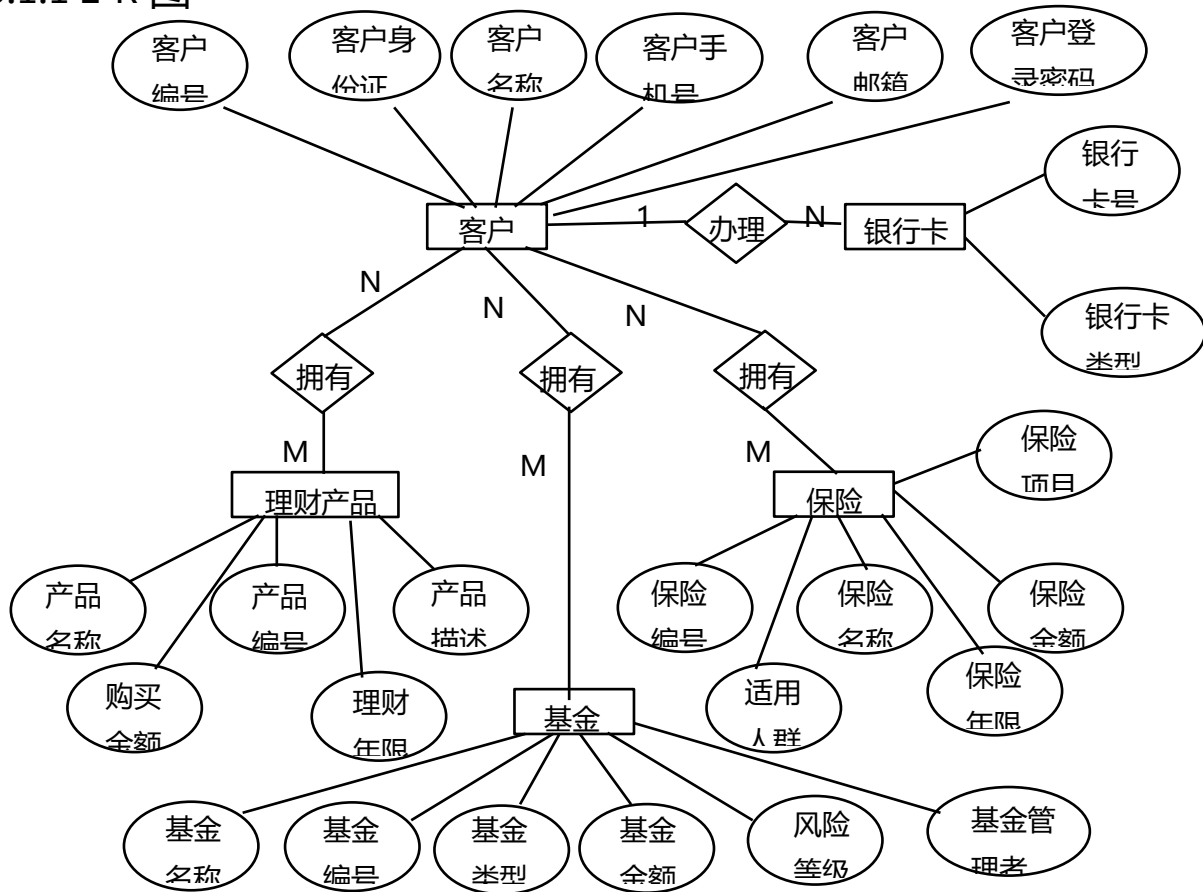 客户
编号
客户身
份证
客户
名称
客户手
机号
客户
邮箱
客户登
录密码
银行
卡号
客户
1
办理
N
银行卡
银行卡
类型
N
N
N
拥有
拥有
拥有
M
M
M
保险
项目
理财产品
保险
产品
名称
产品
编号
产品
描述
保险
编号
保险
名称
保险
金额
购买
金额
理财
年限
基金
适用
人群
保险
年限
基金
名称
基金
编号
基金
类型
基金
金额
风险
等级
基金管
理者